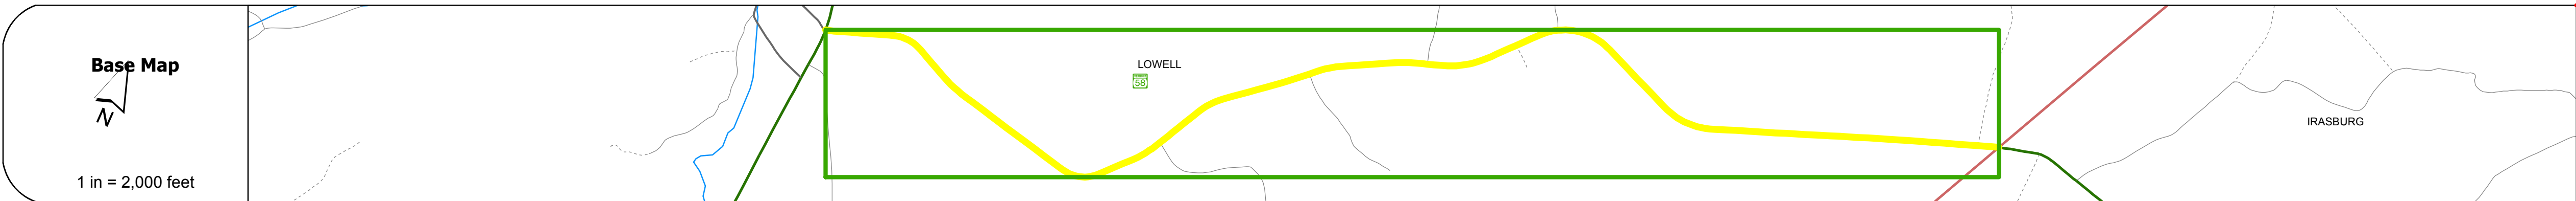 Base Map
N
1 in = 2,000 feet
LOWELL
58
IRASBURG